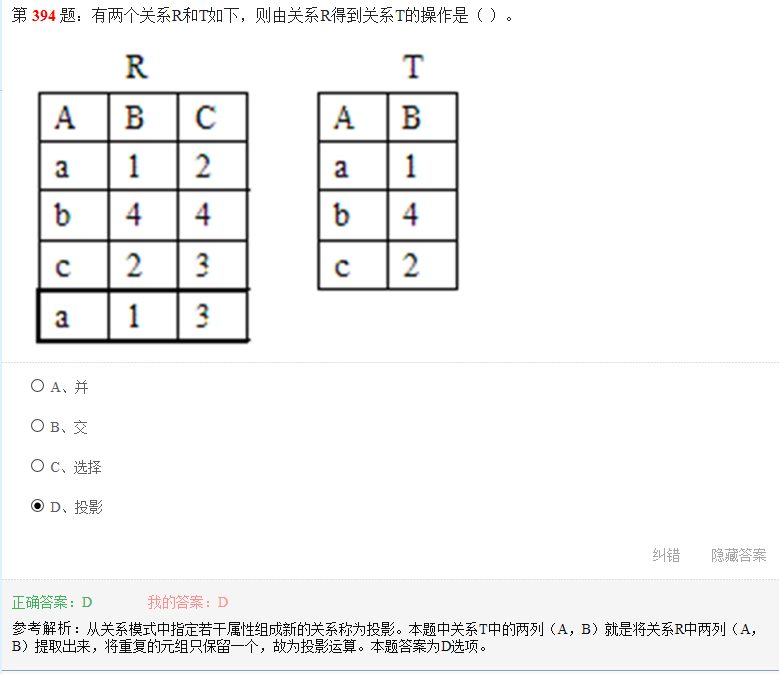 第 394 题：有两个关系R和T如下，则由关系R得到关系T的操作是（ ）。
R T
A B C A B
a 1 2 a 1
b 4 4 b 4
c 2 3 c 2
a 1 3
A、并
B、交
C、选择
D、投影
纠错 隐藏答案
正确答案：D 我的答案：D
参考解析：从关系模式中指定若干属性组成新的关系称为投影。本题中关系T中的两列（A，B）就是将关系R中两列（A，
B）提取出来，将重复的元组只保留一个，故为投影运算。本题答案为D选项。